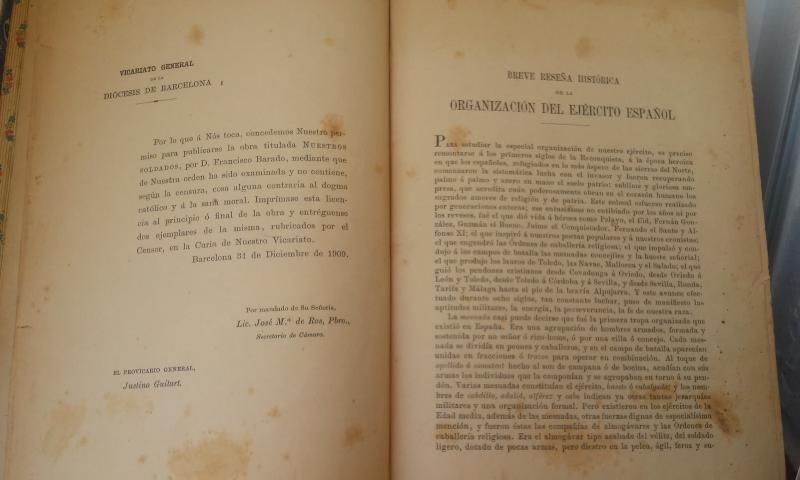 VICARIATO GENERAL
DE LA
DIÓCESIS DE BARCELONA
Por lo que á Nós toca, concedemos Nuestro per-
miso para publicarse la obra titulada NUESTROS
SOLDADOS, por D. Francisco Barado, mediante que
de Nuestra orden ha sido examinada y no contiene,
según la censura, cosa alguna contraria al dogma
católico y á la sana moral. Imprímase esta licen-
cia al principio ó final de la obra y entréguense
dos ejemplares de la misma, rubricados por el
Censor, en la Curia de Nuestro Vicariato.
Barcelona 31 de Diciembre de 1909.
Por mandado de Su Señoría,
Lic. José M.ª de Ros, Pbro.,
Secretario de Cámara.
EL PROVICARIO GENERAL,
Justino Guitart.
BREVE RESEÑA HISTÓRICA
DE LA
ORGANIZACIÓN DEL EJÉRCITO ESPAÑOL
PARA estudiar la especial organización de nuestro ejército, es preciso
remontarse á los primeros siglos de la Reconquista, á la época heroica
en que los españoles, refugiados en lo más áspero de las sierras del Norte,
comenzaron la sistemática lucha con el invasor y fueron recuperando
palmo á palmo y acero en mano el suelo patrio: sublime y gloriosa em-
presa, que acredita cuán poderosamente obran en el corazón humano los
sagrados amores de religión y de patria. Este colosal esfuerzo realizado
por generaciones enteras; ese entusiasmo no entibiado por los años ni por
los reveses, fué el que dió vida á héroes como Pelayo, el Cid, Fernán Gon-
zález, Guzmán el Bueno, Jaime el Conquistador, Fernando el Santo y Al-
fonso XI; el que inspiró á nuestros poetas populares y á nuestros cronistas;
el que engendró las Órdenes de caballería religiosa; el que impulsó y con-
dujo á los campos de batalla las mesnadas concejiles y la hueste señorial;
el que produjo los lauros de Toledo, las Navas, Mallorca y el Salado; el que
guió los pendones cristianos desde Covadonga á Oviedo, desde Oviedo á
León y Toledo, desde Toledo á Córdoba y á Sevilla, y desde Sevilla, Ronda,
Tarifa y Málaga hasta el pie de la bravía Alpujarra. Y este avance efec-
tuado durante ocho siglos, tan constante luchar, puso de manifiesto las
aptitudes militares, la energía, la perseverancia, la fe de nuestra raza.
La mesnada casi puede decirse que fué la primera tropa organizada que
existió en España. Era una agrupación de hombres armados, formada y
sostenida por un señor ó rico-home, ó por una villa ó concejo. Cada mes-
nada se dividía en peones y caballeros, y en el campo de batalla aparecían
unidas en fracciones ó trozos para operar en combinación. Al toque de
apellido ó somatent hecho al son de campana ó de bocina, acudían con sus
armas los individuos que la componían y se agrupaban en torno á su pen-
dón. Varias mesnadas constituían el ejército, hueste ó cabalgada; y los nom-
bres de cabdillo, adalid, alférez y cabo indican ya otras tantas jerarquías
militares y una organización formal. Pero existieron en los ejércitos de la
Edad media, además de las mesnadas, otras fuerzas dignas de especialísima
mención, y fueron éstas las compañías de almogávares y las Órdenes de
caballería religiosa. Era el almogávar tipo acabado del vélite, del soldado
ligero, dotado de pocas armas, pero diestro en la pelea, ágil, feroz y su-